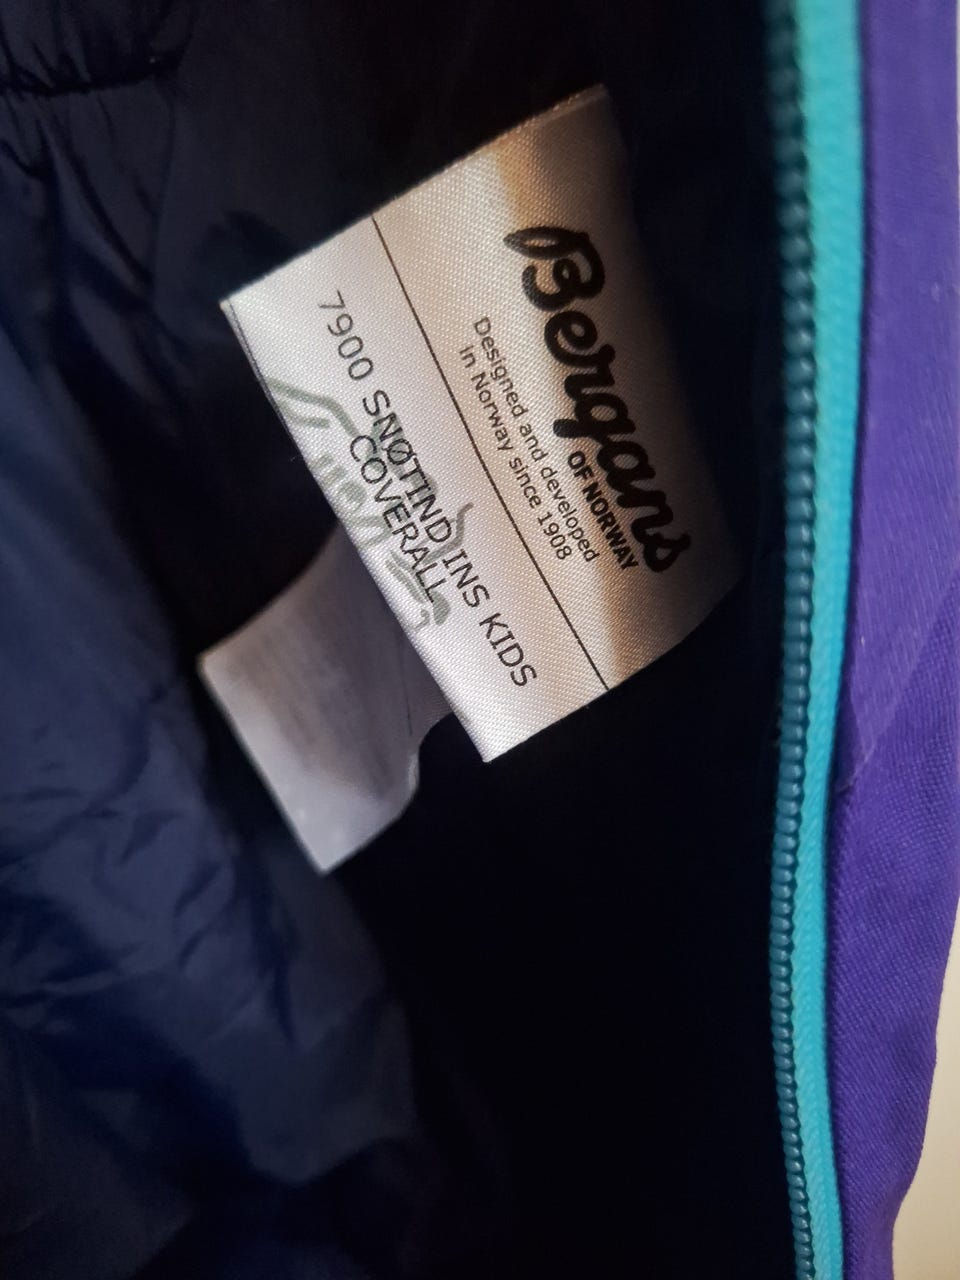 Bergans
OF NORWAY
Designed and developed
in Norway since 1908
7900 SNØTIND INS KIDS
COVERALL